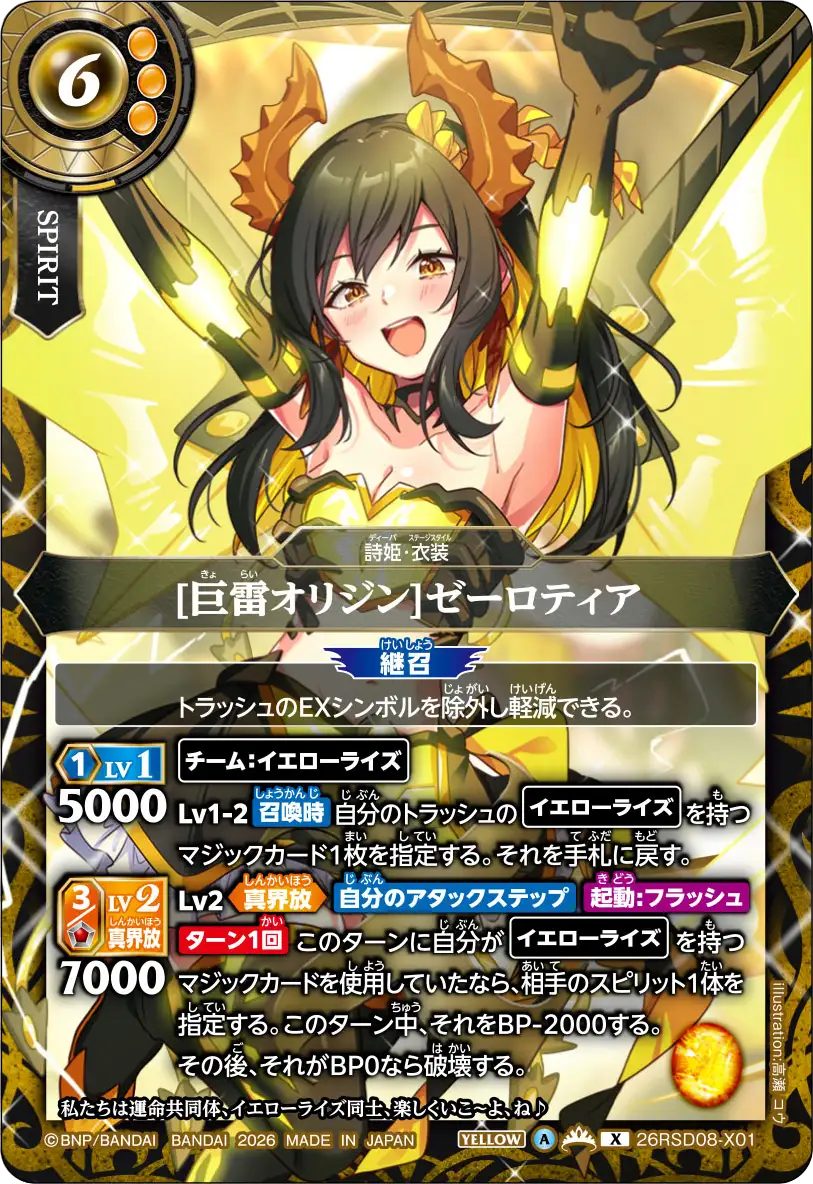 6
SPIRIT
詩姫・衣装
[巨雷オリジン]ゼーロティア
継召
トラッシュのEXシンボルを除外し軽減できる。
1 LV 1
5000
チーム:イエローライズ
Lv1-2 召喚時 自分のトラッシュの イエローライズ を持つ
マジックカード1枚を指定する。それを手札に戻す。
3 LV 2
真界放
7000
Lv2 真界放 自分のアタックステップ 起動:フラッシュ
ターン1回 このターンに自分が イエローライズ を持つ
マジックカードを使用していたなら、相手のスピリット1体を
指定する。このターン中、それをBP-2000する。
その後、それがBP0なら破壊する。
私たちは運命共同体、イエローライズ同士、楽しくいこ〜よ、ね♪
illustration:高瀬 コウ
©BNP/BANDAI BANDAI 2026 MADE IN JAPAN YELLOW A X 26RSD08-X01